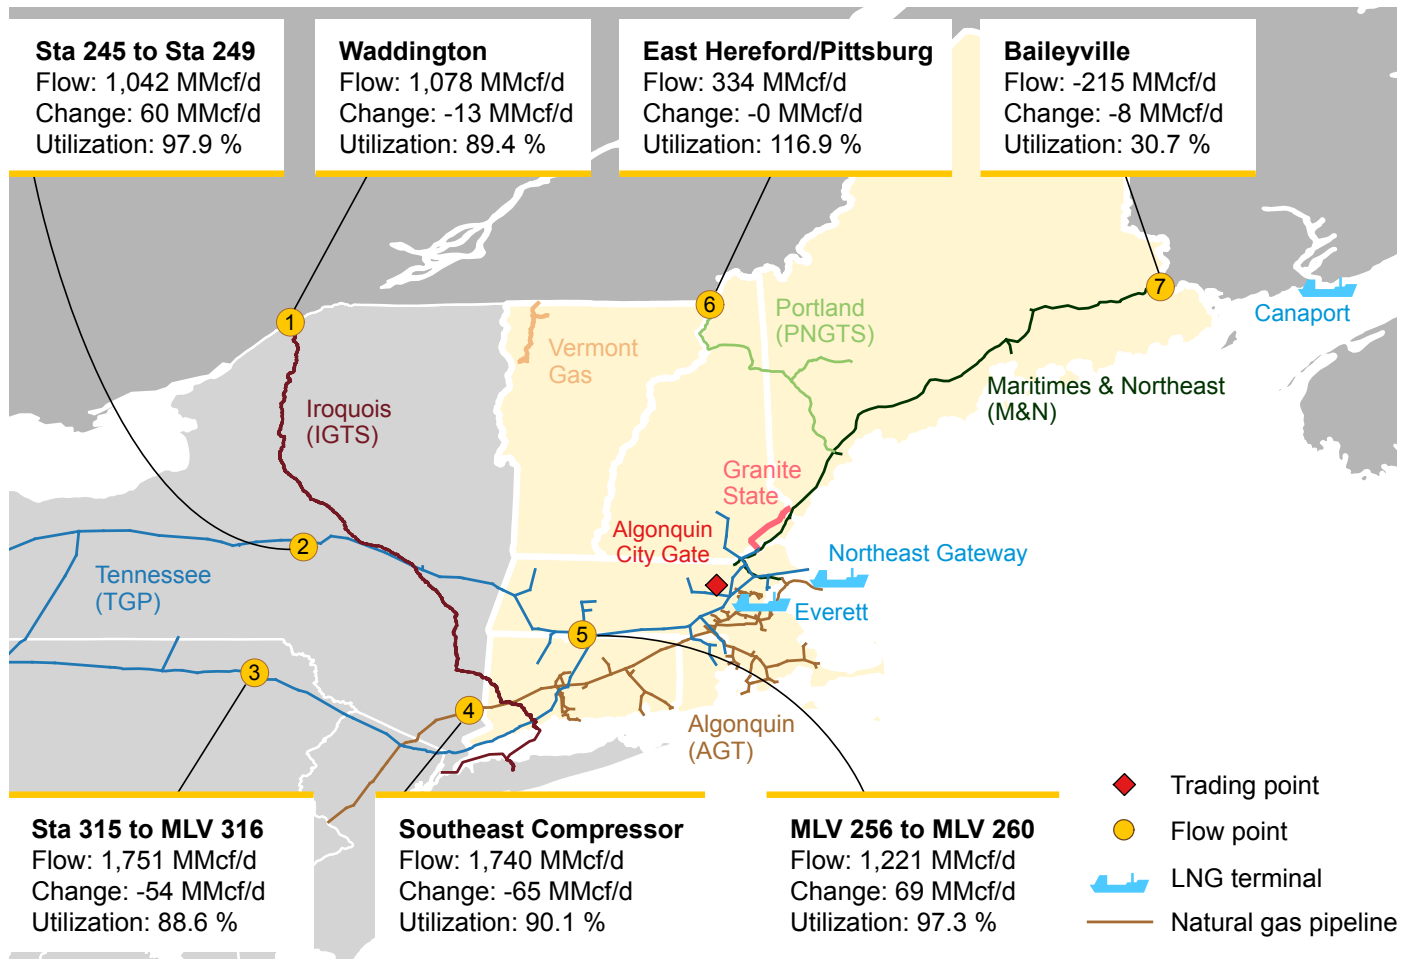 Sta 245 to Sta 249
Flow: 1,042 MMcf/d
Change: 60 MMcf/d
Utilization: 97.9 %
Waddington
Flow: 1,078 MMcf/d
Change: -13 MMcf/d
Utilization: 89.4 %
East Hereford/Pittsburg
Flow: 334 MMcf/d
Change: -0 MMcf/d
Utilization: 116.9 %
Baileyville
Flow: -215 MMcf/d
Change: -8 MMcf/d
Utilization: 30.7 %
1
6
7
Portland
(PNGTS)
Canaport
Vermont
Gas
Maritimes & Northeast
(M&N)
Iroquois
(IGTS)
Granite
State
Algonquin
City Gate
2
Northeast Gateway
Tennessee
(TGP)
Everett
5
3
4
Algonquin
(AGT)
Sta 315 to MLV 316
Flow: 1,751 MMcf/d
Change: -54 MMcf/d
Utilization: 88.6 %
Southeast Compressor
Flow: 1,740 MMcf/d
Change: -65 MMcf/d
Utilization: 90.1 %
MLV 256 to MLV 260
Flow: 1,221 MMcf/d
Change: 69 MMcf/d
Utilization: 97.3 %
Trading point
Flow point
LNG terminal
Natural gas pipeline